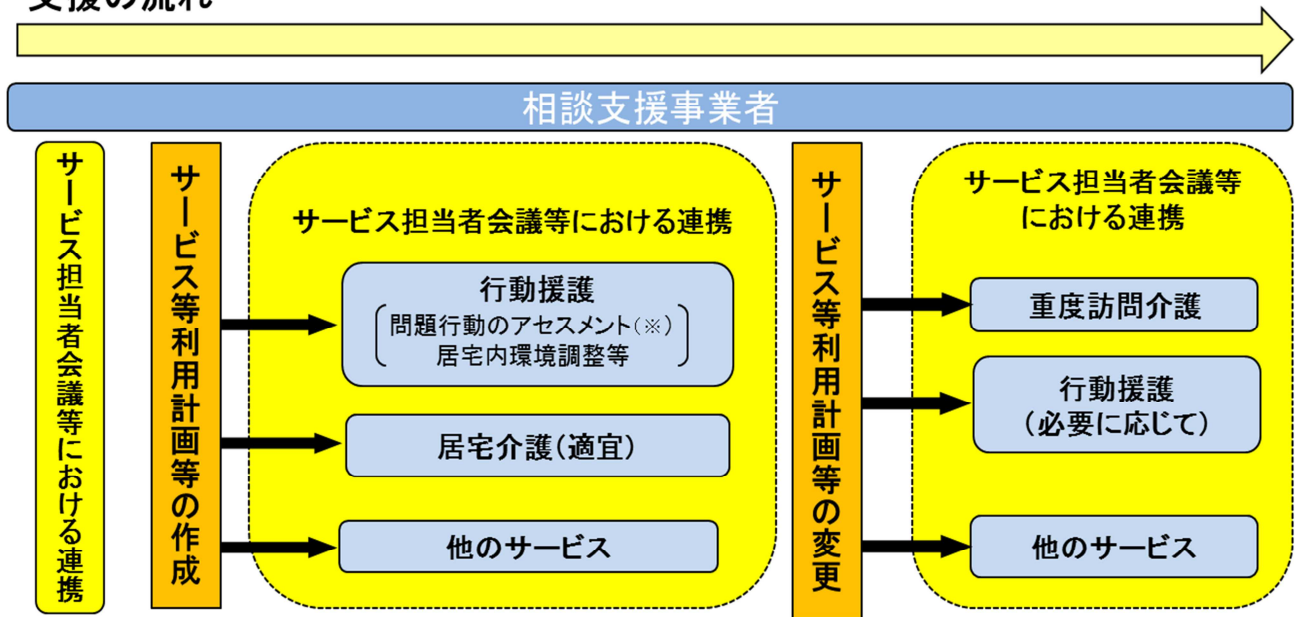 支援の流れ
相談支援事業者
サービス担当者会議等における連携
サービス等利用計画等の作成
サービス担当者会議等における連携
行動援護
問題行動のアセスメント(※)
居宅内環境調整等
居宅介護(適宜)
他のサービス
サービス等利用計画等の変更
サービス担当者会議等
における連携
重度訪問介護
行動援護
(必要に応じて)
他のサービス